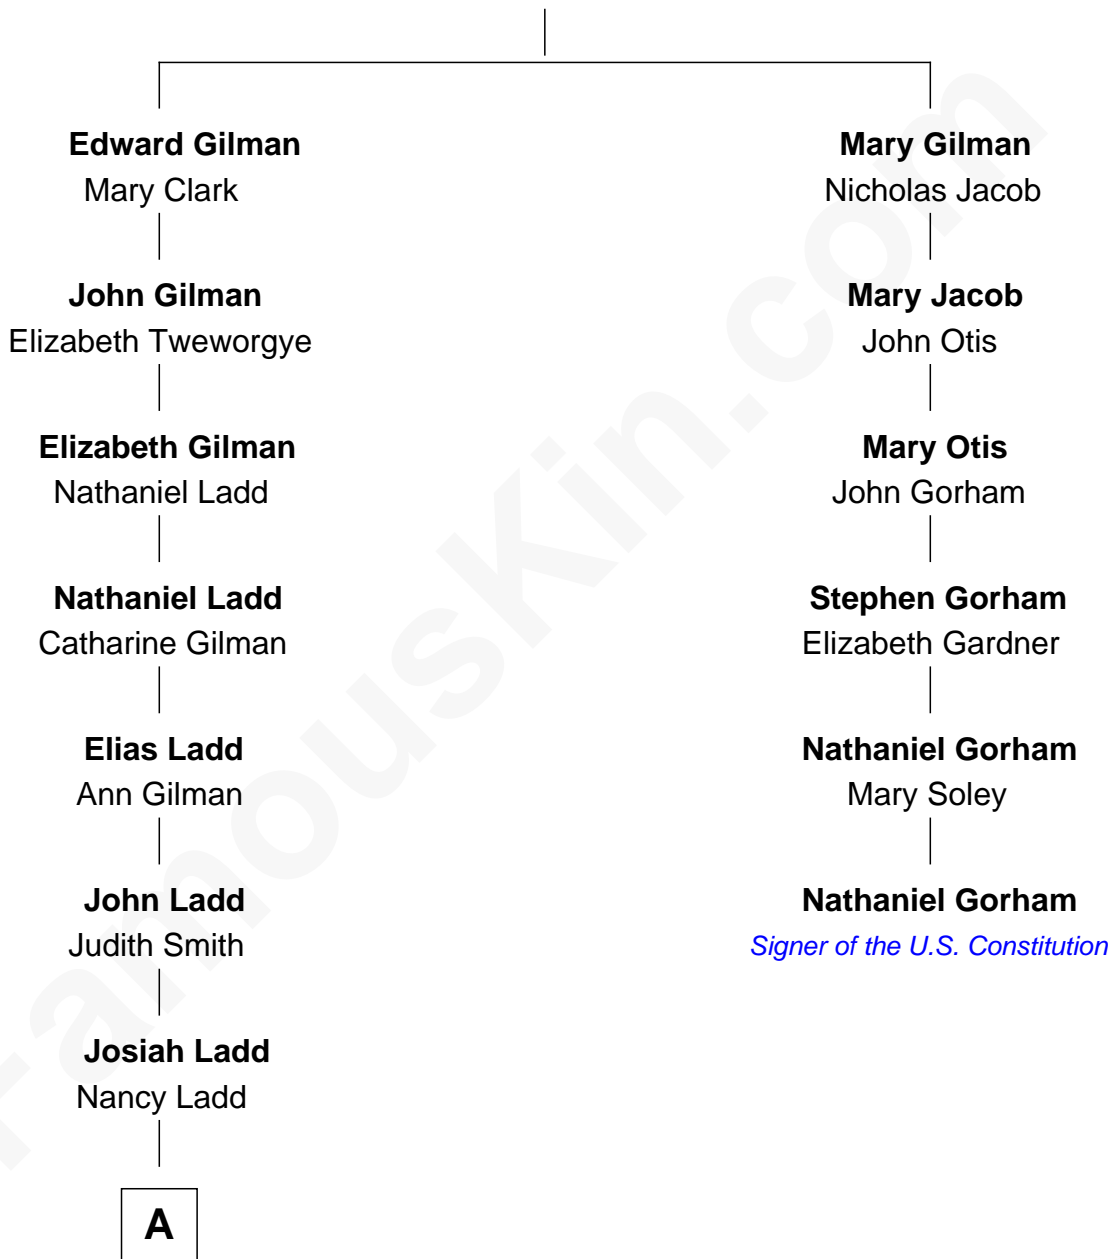 Edward Gilman
Mary Clark
John Gilman
Elizabeth Tweworgye
Elizabeth Gilman
Nathaniel Ladd
Nathaniel Ladd
Catharine Gilman
Elias Ladd
Ann Gilman
John Ladd
Judith Smith
Josiah Ladd
Nancy Ladd
A
Mary Gilman
Nicholas Jacob
Mary Jacob
John Otis
Mary Otis
John Gorham
Stephen Gorham
Elizabeth Gardner
Nathaniel Gorham
Mary Soley
Nathaniel Gorham
Signer of the U.S. Constitution
FamousKin.com